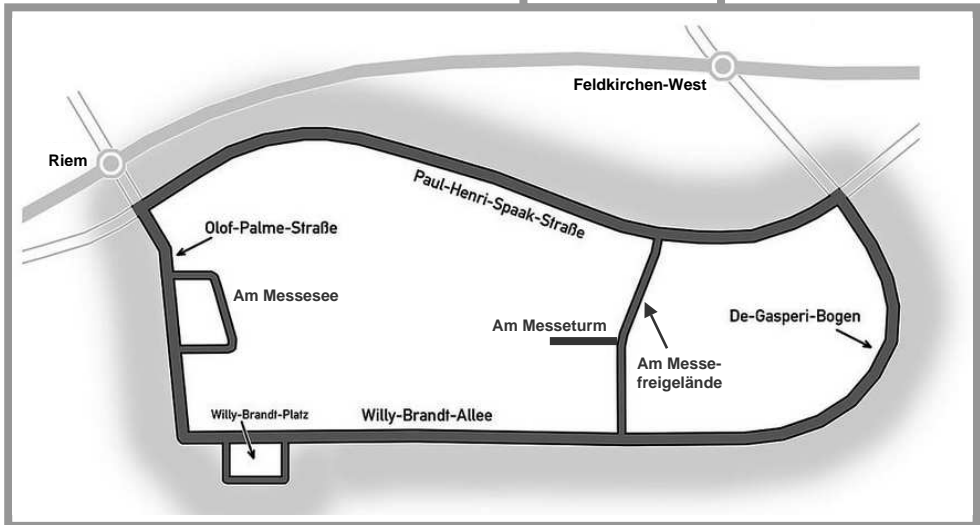 Feldkirchen-West
Riem
Paul-Henri-Spaak-Straße
Olof-Palme-Straße
Am Messesee
Am Messeturm
De-Gasperi-Bogen
Am Messe-
freigelände
Willy-Brandt-Platz
Willy-Brandt-Allee